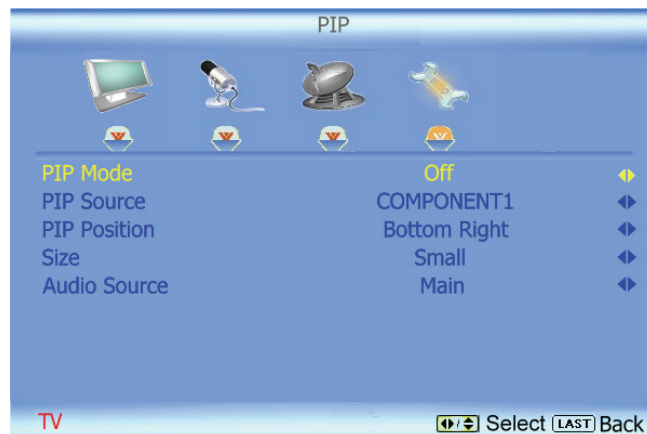 PIP
PIP Mode Off
PIP Source COMPONENT1
PIP Position Bottom Right
Size Small
Audio Source Main
TV Select LAST Back